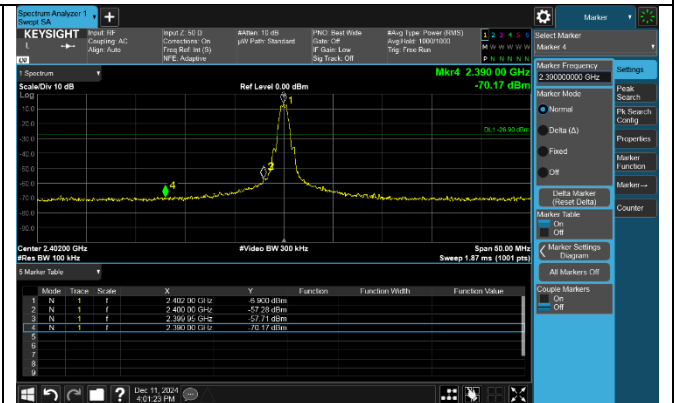 Spectrum Analyzer 1
Swept SA
Marker
KEYSIGHT
Input: RF
Coupling: AC
Align: Auto
Input Z: 50 Ω
Corrections: On
Freq Ref: Int (S)
NFE: Adaptive
#Atten: 10 dB
µW Path: Standard
PNO: Best Wide
Gate: Off
IF Gain: Low
Sig Track: Off
#Avg Type: Power (RMS)
Avg|Hold: 1000/1000
Trig: Free Run
1 2 3 4 5 6
M W W W W W
P N N N N N
L
LXI
Select Marker
Marker 4
1 Spectrum
Scale/Div 10 dB
Ref Level 0.00 dBm
Mkr4 2.390 00 GHz
-70.17 dBm
Log
-10.0
-20.0
-30.0
-40.0
-50.0
-60.0
-70.0
-80.0
-90.0
1
2
4
DL1 -26.90 dBm
Center 2.40200 GHz
#Res BW 100 kHz
#Video BW 300 kHz
Span 50.00 MHz
Sweep 1.87 ms (1001 pts)
5 Marker Table
Mode Trace Scale X Y Function Function Width Function Value
1 N 1 f 2.402 00 GHz -6.900 dBm
2 N 1 f 2.400 00 GHz -57.28 dBm
3 N 1 f 2.399 95 GHz -57.71 dBm
4 N 1 f 2.390 00 GHz -70.17 dBm
5
6
7
8
9
Marker Frequency
2.390000000 GHz
Marker Mode
Normal
Delta (Δ)
Fixed
Off
Delta Marker
(Reset Delta)
Marker Table
On
Off
Marker Settings
Diagram
All Markers Off
Couple Markers
On
Off
Settings
Peak
Search
Pk Search
Config
Properties
Marker
Function
Marker→
Counter
?
Dec 11, 2024
4:01:23 PM